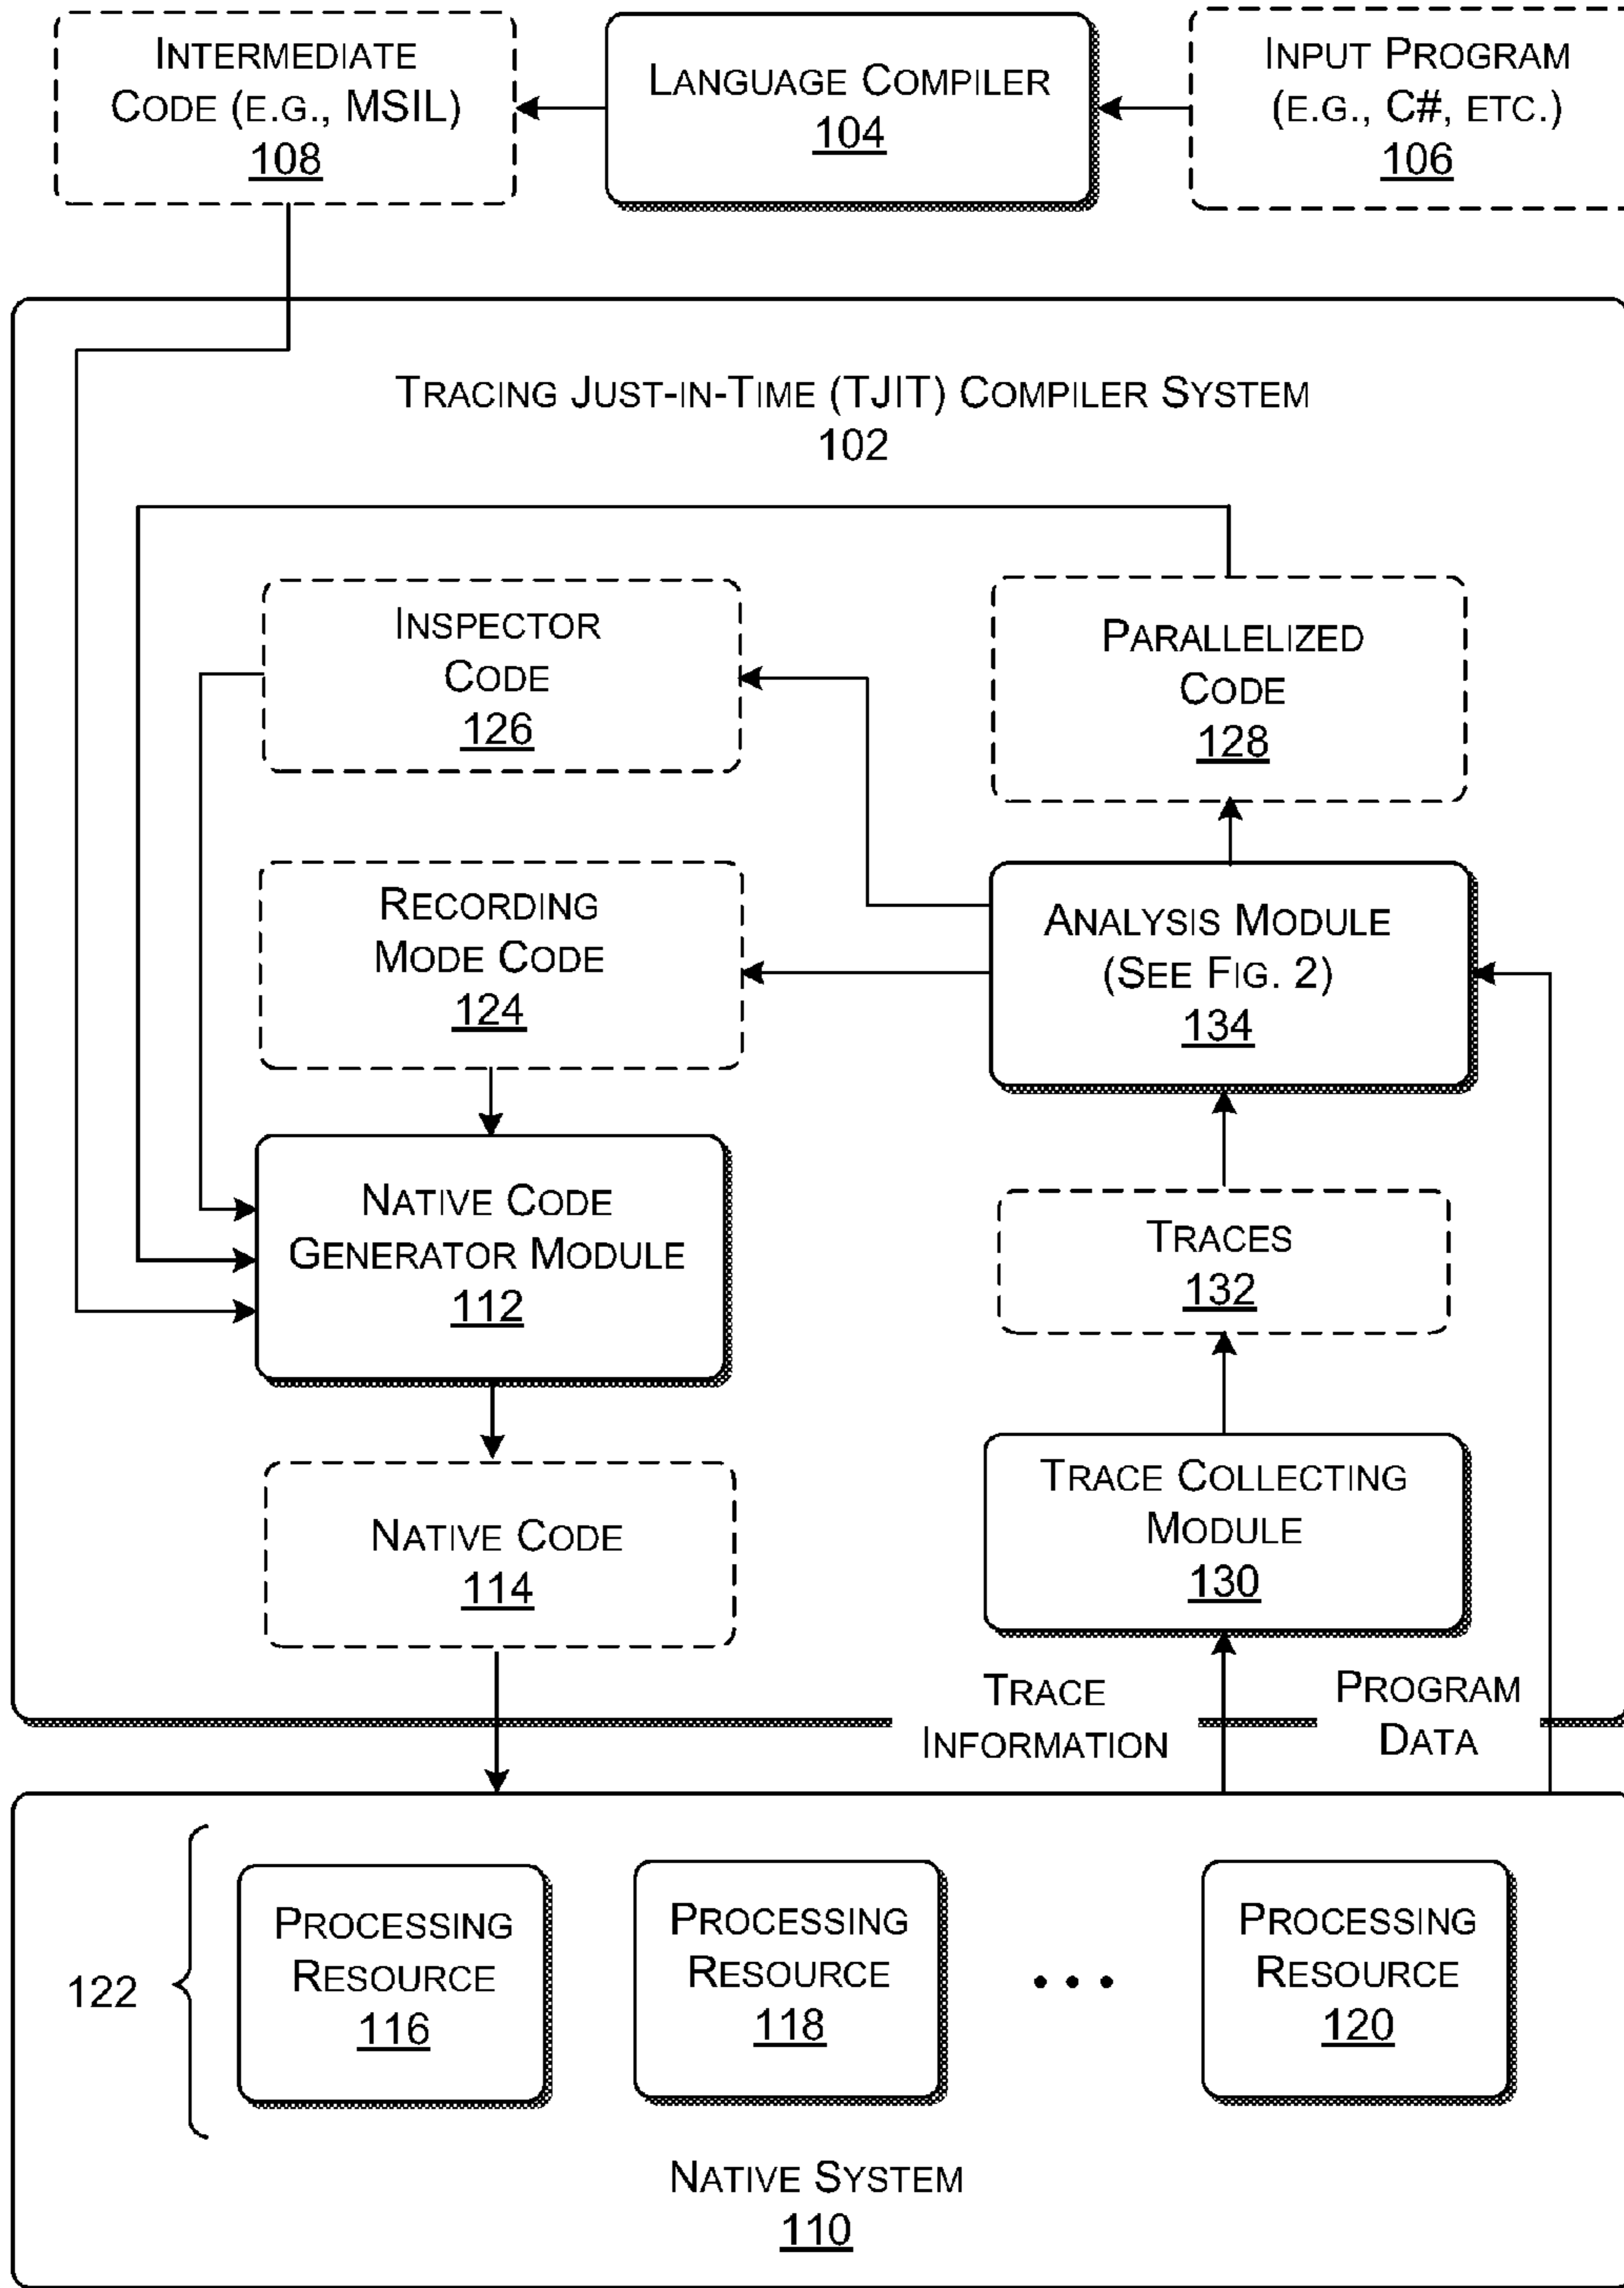 INTERMEDIATE
CODE (E.G., MSIL)
108
LANGUAGE COMPILER
104
INPUT PROGRAM
(E.G., C#, ETC.)
106
TRACING JUST-IN-TIME (TJIT) COMPILER SYSTEM
102
INSPECTOR
CODE
126
PARALLELIZED
CODE
128
RECORDING
MODE CODE
124
ANALYSIS MODULE
(SEE FIG. 2)
134
NATIVE CODE
GENERATOR MODULE
112
TRACES
132
NATIVE CODE
114
TRACE COLLECTING
MODULE
130
TRACE
INFORMATION
PROGRAM
DATA
122
PROCESSING
RESOURCE
116
PROCESSING
RESOURCE
118
• • •
PROCESSING
RESOURCE
120
NATIVE SYSTEM
110